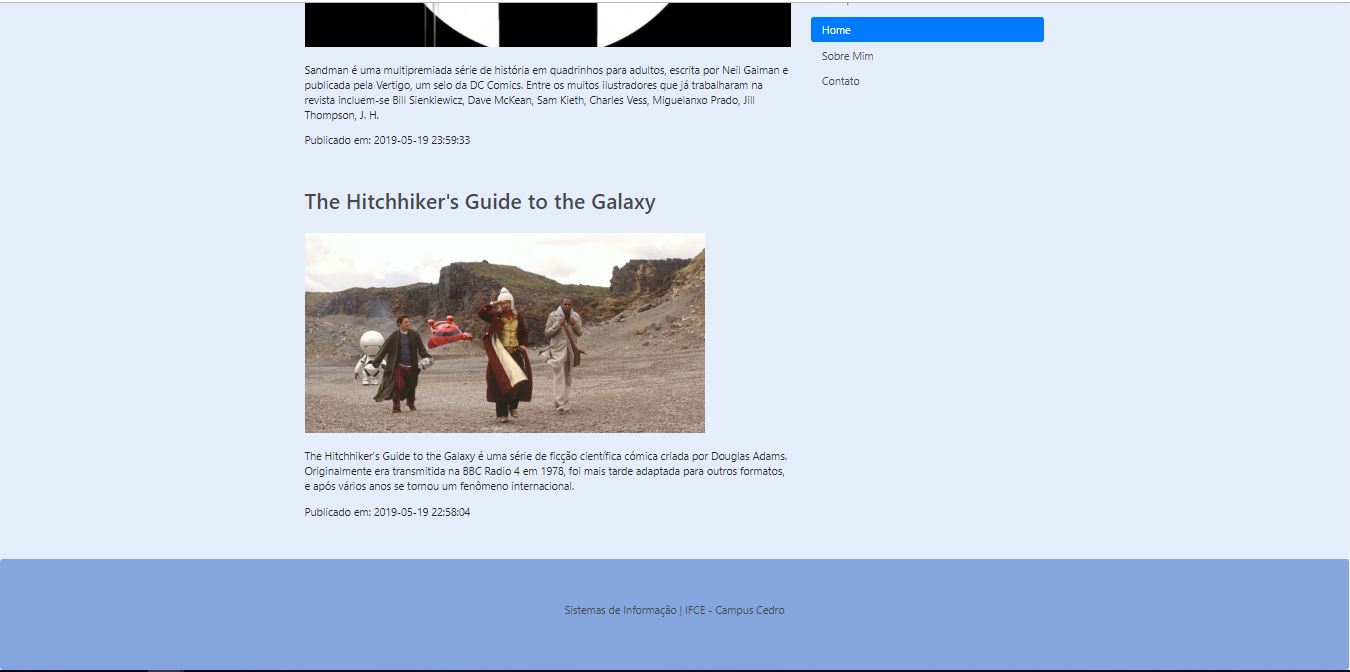 Home
Sobre Mim
Contato
Sandman é uma multipremiada série de história em quadrinhos para adultos, escrita por Neil Gaiman e
publicada pela Vertigo, um selo da DC Comics. Entre os muitos ilustradores que já trabalharam na
revista incluem-se Bill Sienkiewicz, Dave McKean, Sam Kieth, Charles Vess, Miguelanxo Prado, Jill
Thompson, J. H.
Publicado em: 2019-05-19 23:59:33
The Hitchhiker's Guide to the Galaxy
The Hitchhiker's Guide to the Galaxy é uma série de ficção científica cómica criada por Douglas Adams.
Originalmente era transmitida na BBC Radio 4 em 1978, foi mais tarde adaptada para outros formatos,
e após vários anos se tornou um fenômeno internacional.
Publicado em: 2019-05-19 22:58:04
Sistemas de Informação | IFCE - Campus Cedro